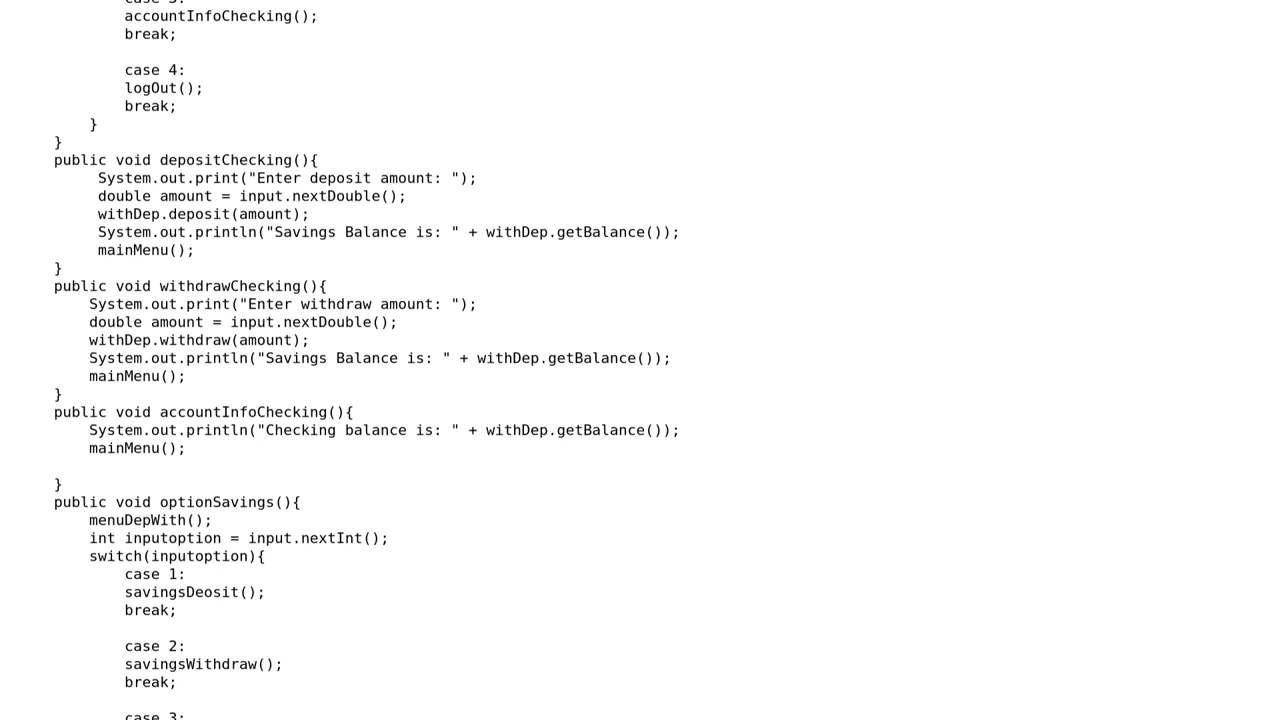 case 3:
accountInfoChecking();
break;
case 4:
logOut();
break;
}
}
public void depositChecking(){
System.out.print("Enter deposit amount: ");
double amount = input.nextDouble();
withDep.deposit(amount);
System.out.println("Savings Balance is: " + withDep.getBalance());
mainMenu();
}
public void withdrawChecking(){
System.out.print("Enter withdraw amount: ");
double amount = input.nextDouble();
withDep.withdraw(amount);
System.out.println("Savings Balance is: " + withDep.getBalance());
mainMenu();
}
public void accountInfoChecking(){
System.out.println("Checking balance is: " + withDep.getBalance());
mainMenu();
}
public void optionSavings(){
menuDepWith();
int inputoption = input.nextInt();
switch(inputoption){
case 1:
savingsDeosit();
break;
case 2:
savingsWithdraw();
break;
case 3: